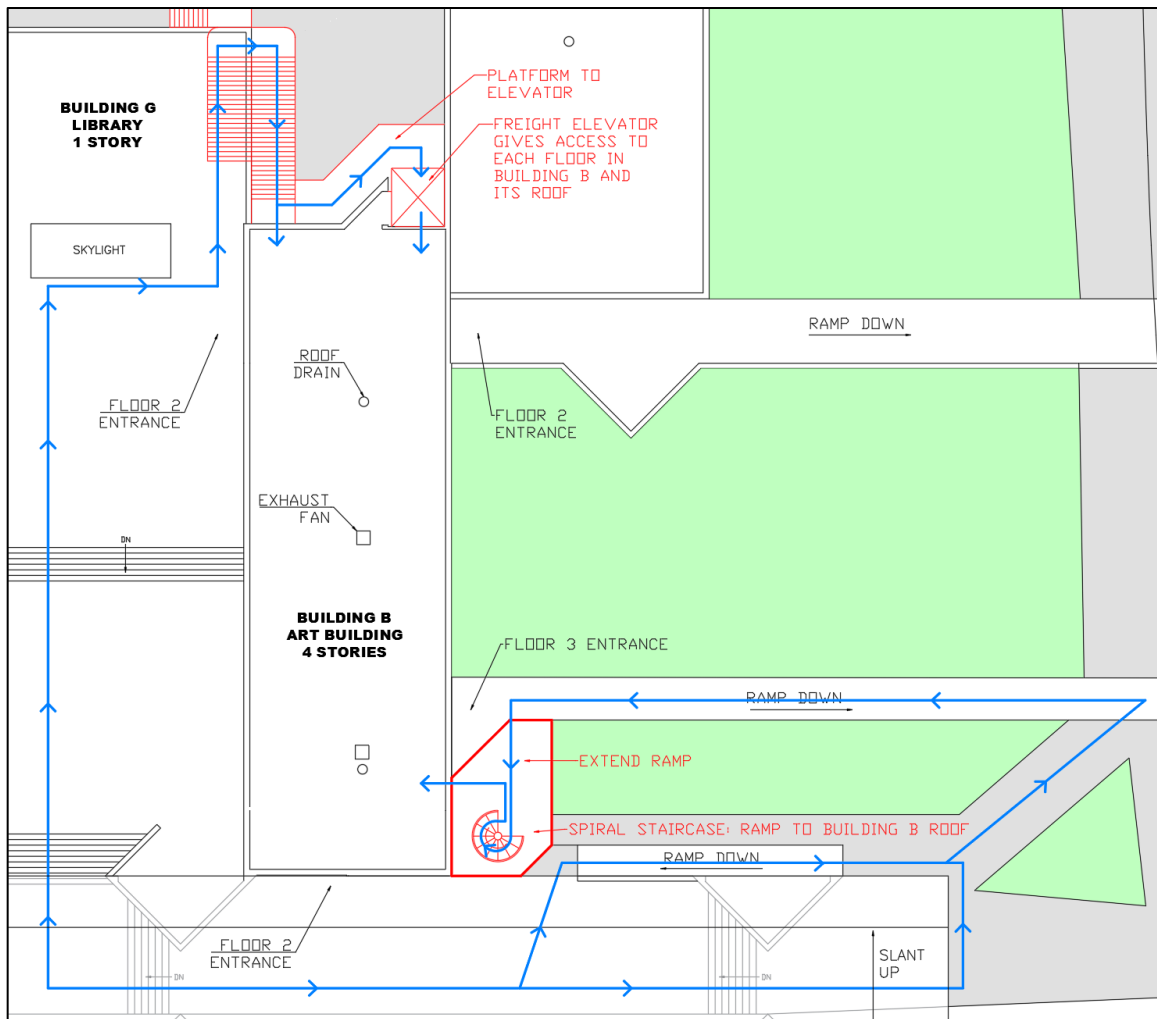 BUILDING G
LIBRARY
1 STORY
PLATFORM TO
ELEVATOR
FREIGHT ELEVATOR
GIVES ACCESS TO
EACH FLOOR IN
BUILDING B AND
ITS ROOF
SKYLIGHT
RAMP DOWN
ROOF
DRAIN
FLOOR 2
ENTRANCE
FLOOR 2
ENTRANCE
EXHAUST
FAN
DN
BUILDING B
ART BUILDING
4 STORIES
FLOOR 3 ENTRANCE
RAMP DOWN
EXTEND RAMP
SPIRAL STAIRCASE: RAMP TO BUILDING B ROOF
RAMP DOWN
FLOOR 2
ENTRANCE
SLANT
UP
DN
DN